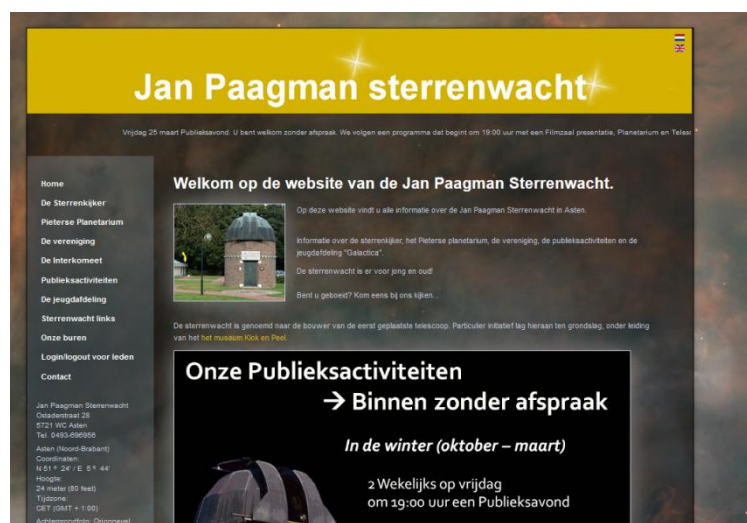 Jan Paagman sterrenwacht
Vrijdag 25 maart Publieksavond. U bent welkom zonder afspraak. We volgen een programma dat begint om 19:00 uur met een Filmzaal presentatie, Planetarium en Teles
Home
De Sterrenkijker
Pieterse Planetarium
De vereniging
De Interkomeet
Publieksactiviteiten
De jeugdafdeling
Sterrenwacht links
Onze buren
Login/logout voor leden
Contact
Jan Paagman Sterrenwacht
Ostaderstraat 28
5721 WC Asten
Tel. 0493-696956
Asten (Noord-Brabant)
Coordinaten:
N 51 º 24' / E 5 º 44'
Hoogte:
24 meter (80 feet)
Tijdzone:
CET (GMT + 1:00)
Achtergrondfoto: Orionnevel
Welkom op de website van de Jan Paagman Sterrenwacht.
Op deze website vindt u alle informatie over de Jan Paagman Sterrenwacht in Asten.
Informatie over de sterrenkijker, het Pieterse planetarium, de vereniging, de publieksactiviteiten en de
jeugdafdeling "Galactica".
De sterrenwacht is er voor jong en oud!
Bent u geboeid? Kom eens bij ons kijken...
De sterrenwacht is genoemd naar de bouwer van de eerst geplaatste telescoop. Particulier initiatief lag hieraan ten grondslag, onder leiding
van het het museum Klok en Peel.
Onze Publieksactiviteiten
→ Binnen zonder afspraak
In de winter (oktober – maart)
2 Wekelijks op vrijdag
om 19:00 uur een Publieksavond